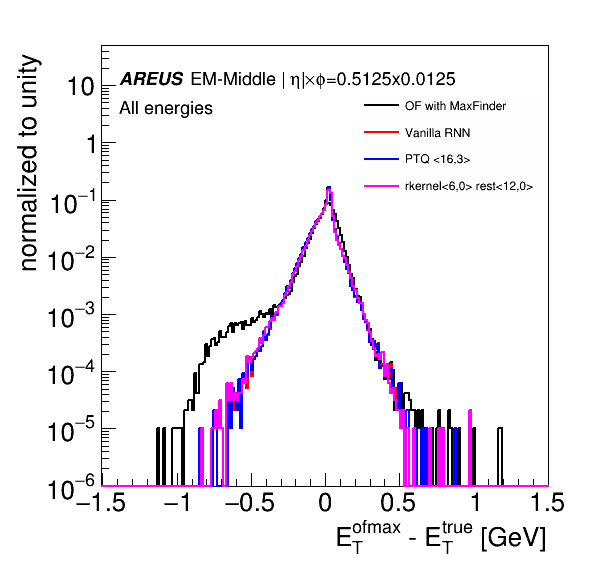 AREUS EM-Middle | η|×ϕ=0.5125x0.0125
All energies
OF with MaxFinder
Vanilla RNN
PTQ <16,3>
rkernel<6,0> rest<12,0>
normalized to unity
10
1
10−1
10−2
10−3
10−4
10−5
10−6
−1.5 −1 −0.5 0 0.5 1 1.5
E_T^ofmax - E_T^true [GeV]